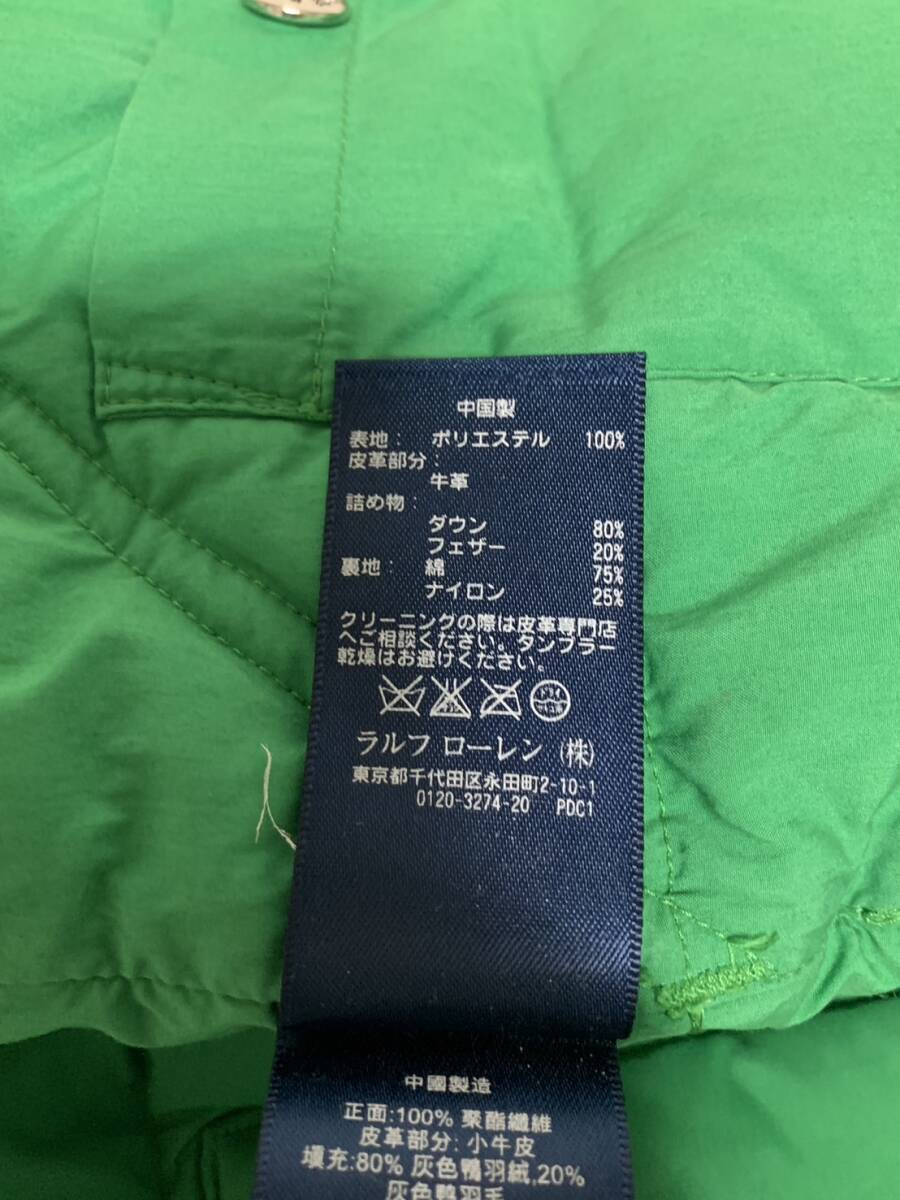 中国製
表地： ポリエステル 100%
皮革部分：
牛革
詰め物：
ダウン 80%
フェザー 20%
裏地： 綿 75%
ナイロン 25%
クリーニングの際は皮革専門店
へご相談ください。タンブラー
乾燥はお避けください。
ラルフ ローレン (株)
東京都千代田区永田町2-10-1
0120-3274-20 PDC1
中國製造
正面:100% 聚酯纖維
皮革部分: 小牛皮
填充:80% 灰色鴨羽絨,20%
灰色鴨羽毛